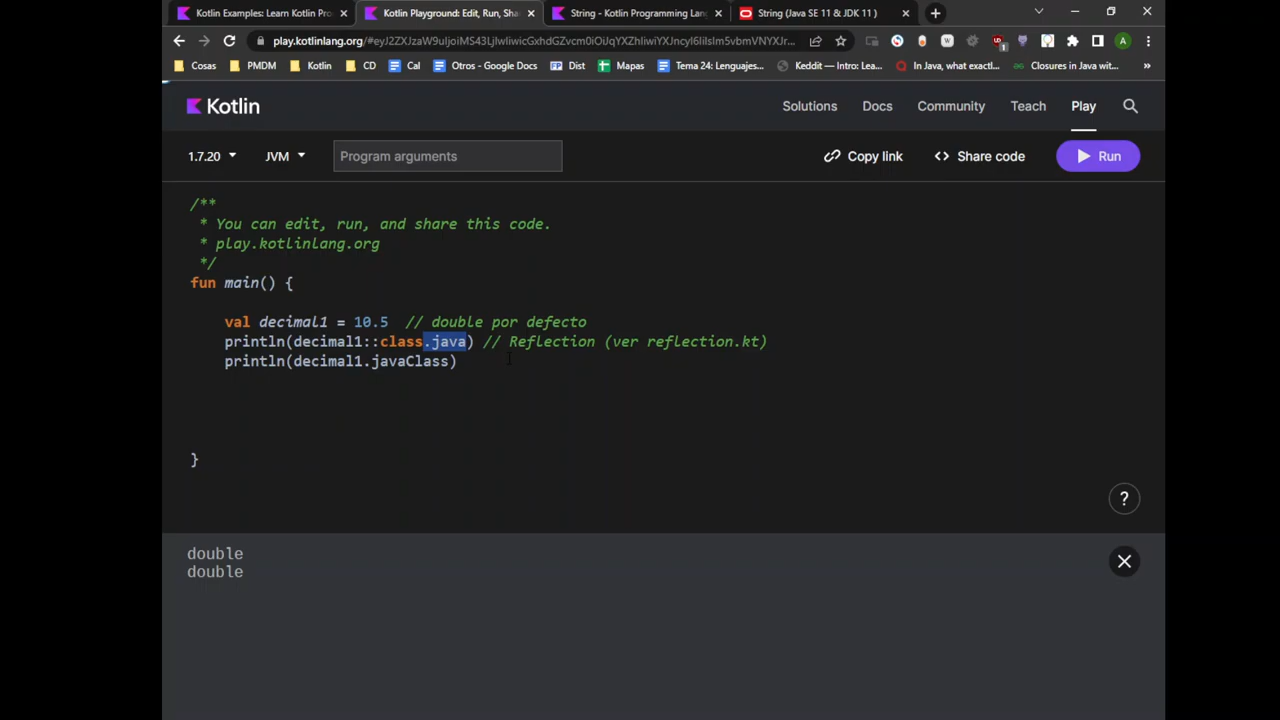 Kotlin Examples: Learn Kotlin Pro
Kotlin Playground: Edit, Run, Sha
String - Kotlin Programming Lang
String (Java SE 11 & JDK 11 )
Cosas
PMDM
Kotlin
CD
Cal
Otros - Google Docs
Dist
Mapas
Tema 24: Lenguajes...
Keddit — Intro: Lea...
In Java, what exactl...
Closures in Java wit...
»
Kotlin
Solutions
Docs
Community
Teach
Play
1.7.20
JVM
Program arguments
Copy link
Share code
Run
/**
* You can edit, run, and share this code.
* play.kotlinlang.org
*/
fun main() {
val decimal1 = 10.5 // double por defecto
println(decimal1::class.java) // Reflection (ver reflection.kt)
println(decimal1.javaClass)
}
?
double
double